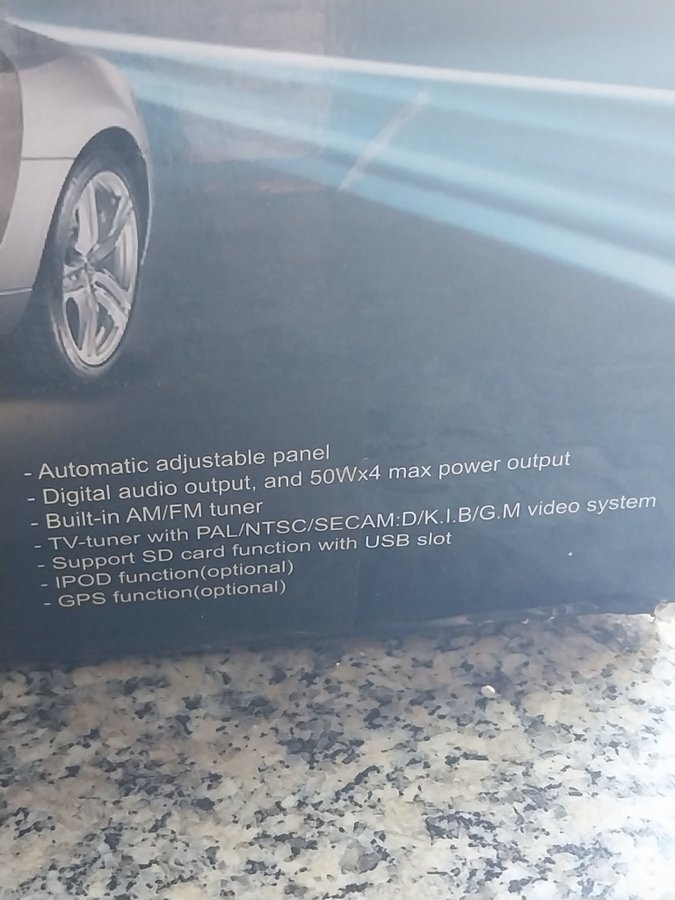 - Automatic adjustable panel
- Digital audio output, and 50Wx4 max power output
- Built-in AM/FM tuner
- TV-tuner with PAL/NTSC/SECAM:D/K.I.B/G.M video system
- Support SD card function with USB slot
- IPOD function(optional)
- GPS function(optional)